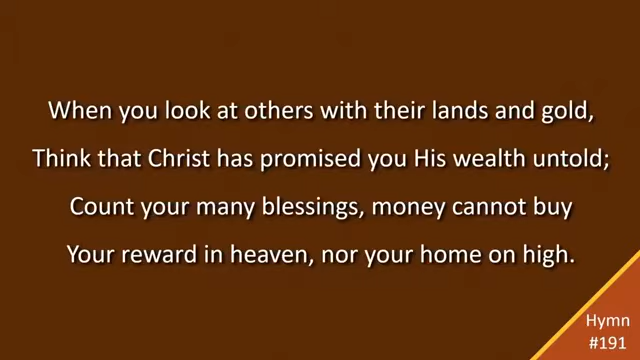 When you look at others with their lands and gold,
Think that Christ has promised you His wealth untold;
Count your many blessings, money cannot buy
Your reward in heaven, nor your home on high.
Hymn
#191